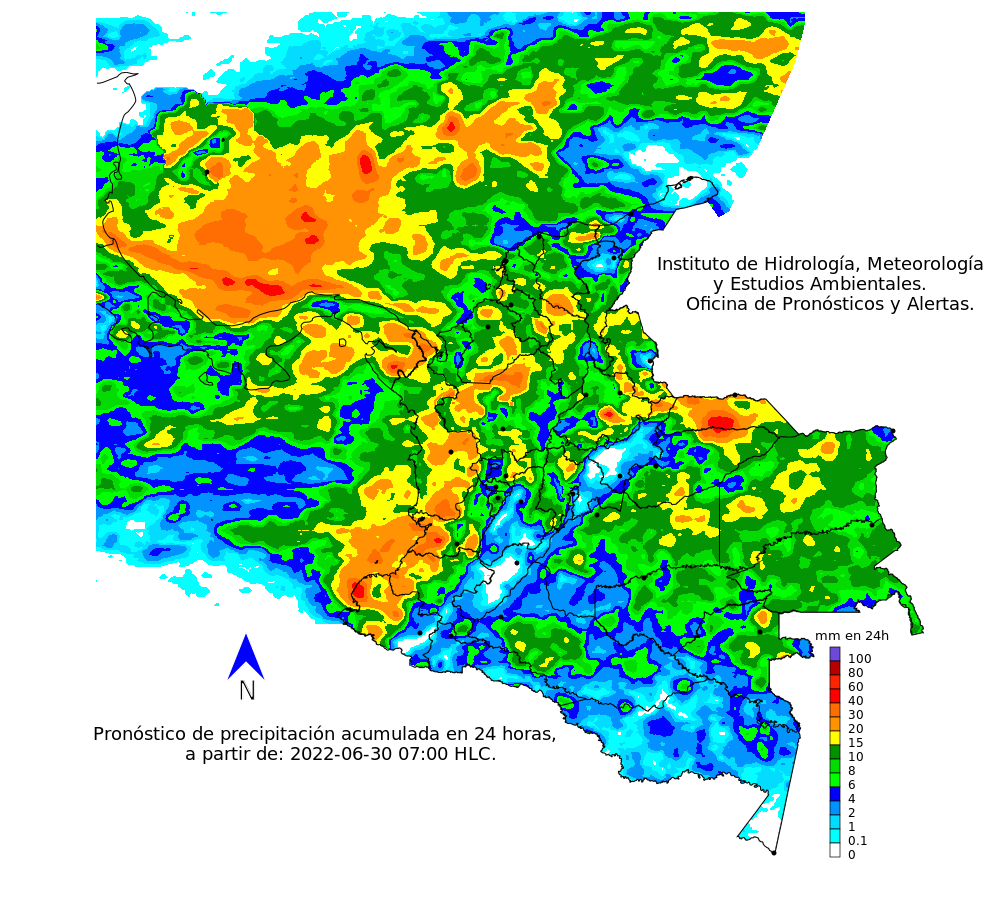 Instituto de Hidrología, Meteorología
y Estudios Ambientales.
Oficina de Pronósticos y Alertas.
mm en 24h
100
80
60
40
30
20
15
10
8
6
4
2
1
0.1
0
N
Pronóstico de precipitación acumulada en 24 horas,
a partir de: 2022-06-30 07:00 HLC.